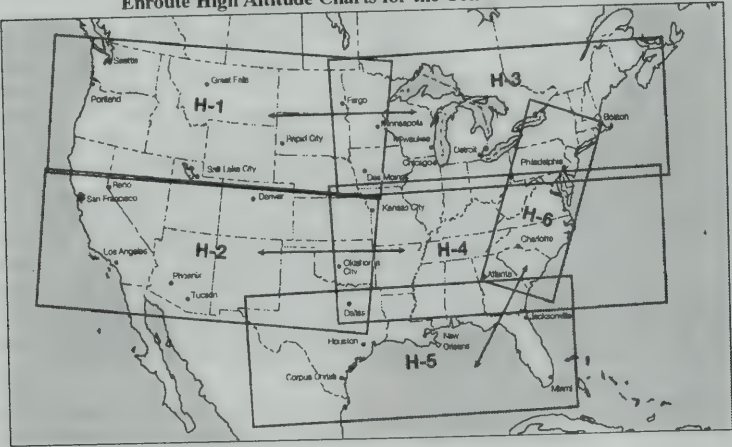 Enroute High Altitude Charts for the
Seattle
Great Falls
H-3
Portland
H-1
Fargo
Boston
Minneapolis
Rapid City
Milwaukee
Detroit
Chicago
Salt Lake City
Philadelphia
Des Moines
Reno
San Francisco
Denver
Kansas City
H-6
H-2
H-4
Charlotte
Los Angeles
Oklahoma
City
Atlanta
Phoenix
Tucson
Dallas
Jacksonville
Houston
New
Orleans
H-5
Corpus Christi
Miami